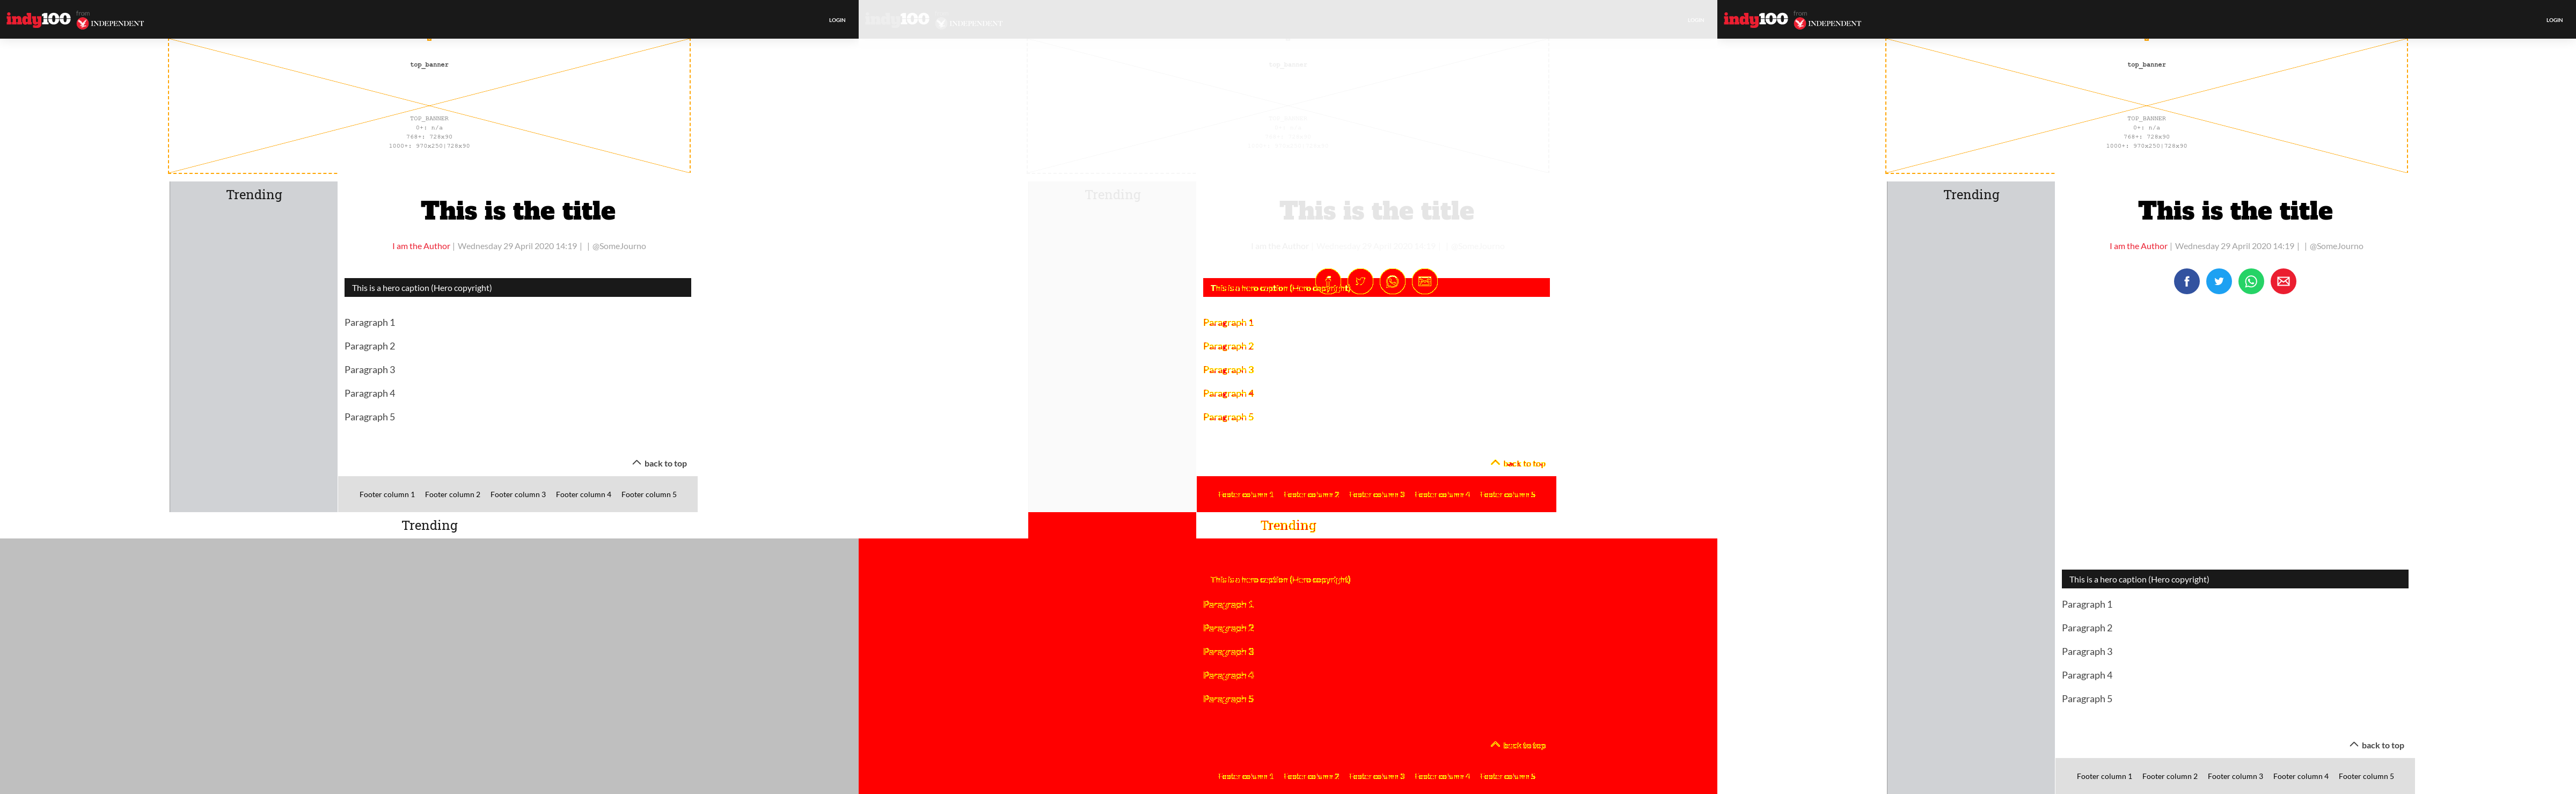 indy100 from INDEPENDENT
LOGIN
top_banner
TOP_BANNER
0+: n/a
768+: 728x90
1000+: 970x250|728x90
Trending
This is the title
I am the Author | Wednesday 29 April 2020 14:19 | | @SomeJourno
This is a hero caption (Hero copyright)
Paragraph 1
Paragraph 2
Paragraph 3
Paragraph 4
Paragraph 5
back to top
Footer column 1 Footer column 2 Footer column 3 Footer column 4 Footer column 5
Trending
indy100 INDEPENDENT
LOGIN
top_banner
Trending
This is the title
I am the Author | Wednesday 29 April 2020 14:19 | | @SomeJourno
This is a hero caption (Hero copyright)
Paragraph 1
Paragraph 2
Paragraph 3
Paragraph 4
Paragraph 5
back to top
Footer column 1 Footer column 2 Footer column 3 Footer column 4 Footer column 5
Trending
This is a hero caption (Hero copyright)
Paragraph 1
Paragraph 2
Paragraph 3
Paragraph 4
Paragraph 5
back to top
Footer column 1 Footer column 2 Footer column 3 Footer column 4 Footer column 5
indy100 from INDEPENDENT
LOGIN
top_banner
TOP_BANNER
0+: n/a
768+: 728x90
1000+: 970x250|728x90
Trending
This is the title
I am the Author | Wednesday 29 April 2020 14:19 | | @SomeJourno
This is a hero caption (Hero copyright)
Paragraph 1
Paragraph 2
Paragraph 3
Paragraph 4
Paragraph 5
back to top
Footer column 1 Footer column 2 Footer column 3 Footer column 4 Footer column 5